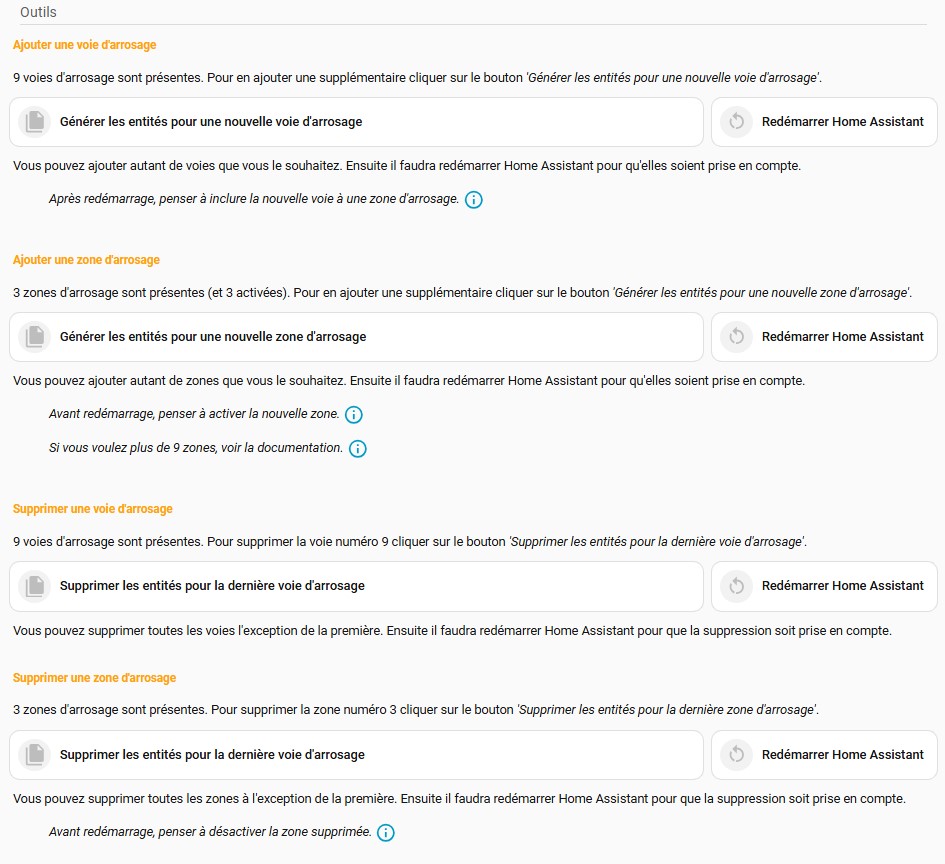 Outils
Ajouter une voie d'arrosage
9 voies d'arrosage sont présentes. Pour en ajouter une supplémentaire cliquer sur le bouton 'Générer les entités pour une nouvelle voie d'arrosage'.
Générer les entités pour une nouvelle voie d'arrosage
Redémarrer Home Assistant
Vous pouvez ajouter autant de voies que vous le souhaitez. Ensuite il faudra redémarrer Home Assistant pour qu'elles soient prise en compte.
Après redémarrage, penser à inclure la nouvelle voie à une zone d'arrosage.
Ajouter une zone d'arrosage
3 zones d'arrosage sont présentes (et 3 activées). Pour en ajouter une supplémentaire cliquer sur le bouton 'Générer les entités pour une nouvelle zone d'arrosage'.
Générer les entités pour une nouvelle zone d'arrosage
Redémarrer Home Assistant
Vous pouvez ajouter autant de zones que vous le souhaitez. Ensuite il faudra redémarrer Home Assistant pour qu'elles soient prise en compte.
Avant redémarrage, penser à activer la nouvelle zone.
Si vous voulez plus de 9 zones, voir la documentation.
Supprimer une voie d'arrosage
9 voies d'arrosage sont présentes. Pour supprimer la voie numéro 9 cliquer sur le bouton 'Supprimer les entités pour la dernière voie d'arrosage'.
Supprimer les entités pour la dernière voie d'arrosage
Redémarrer Home Assistant
Vous pouvez supprimer toutes les voies l'exception de la première. Ensuite il faudra redémarrer Home Assistant pour que la suppression soit prise en compte.
Supprimer une zone d'arrosage
3 zones d'arrosage sont présentes. Pour supprimer la zone numéro 3 cliquer sur le bouton 'Supprimer les entités pour la dernière zone d'arrosage'.
Supprimer les entités pour la dernière voie d'arrosage
Redémarrer Home Assistant
Vous pouvez supprimer toutes les zones à l'exception de la première. Ensuite il faudra redémarrer Home Assistant pour que la suppression soit prise en compte.
Avant redémarrage, penser à désactiver la zone supprimée.